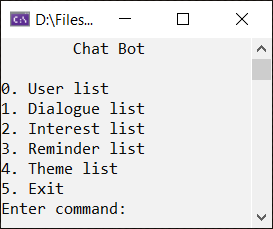 D:\Files...
Chat Bot
0. User list
1. Dialogue list
2. Interest list
3. Reminder list
4. Theme list
5. Exit
Enter command: